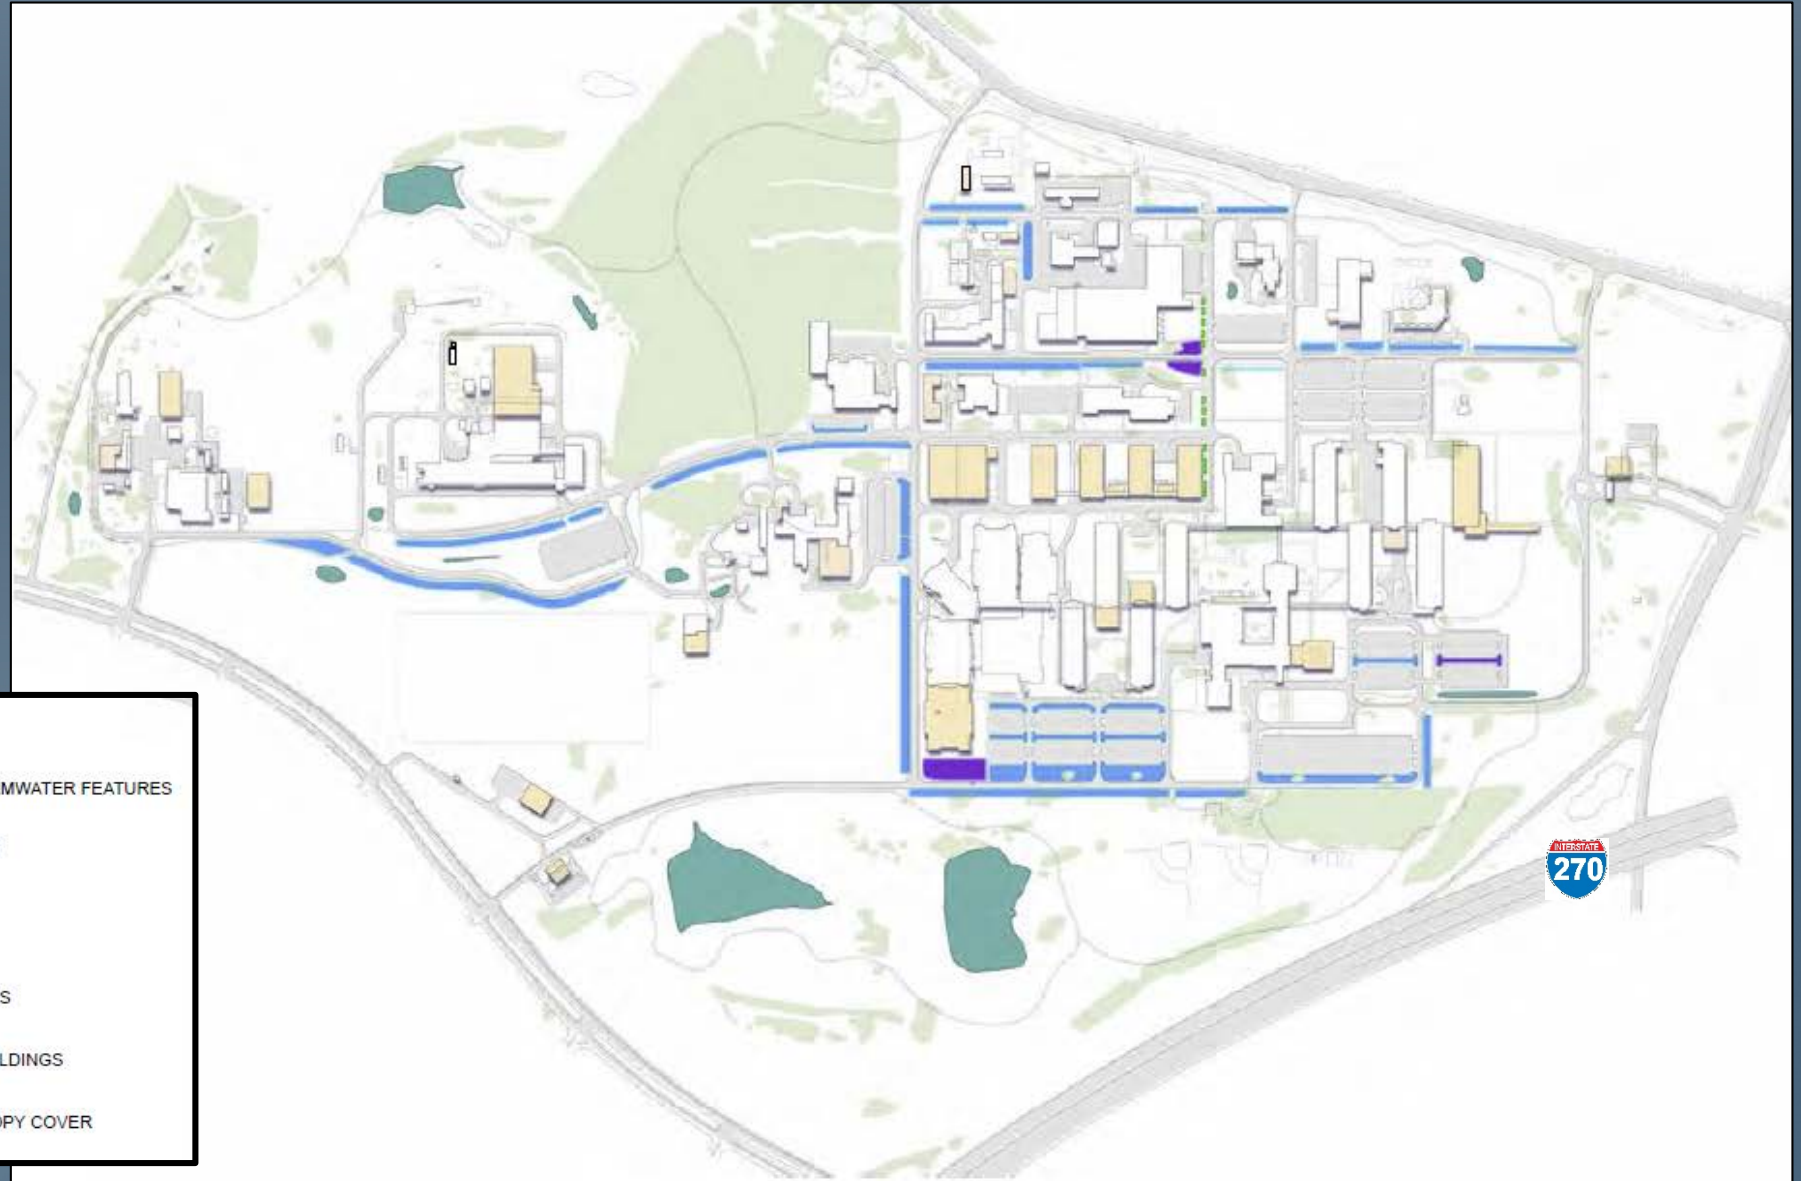 MWATER FEATURES
S
LDINGS
OPY COVER
INTERSTATE
270